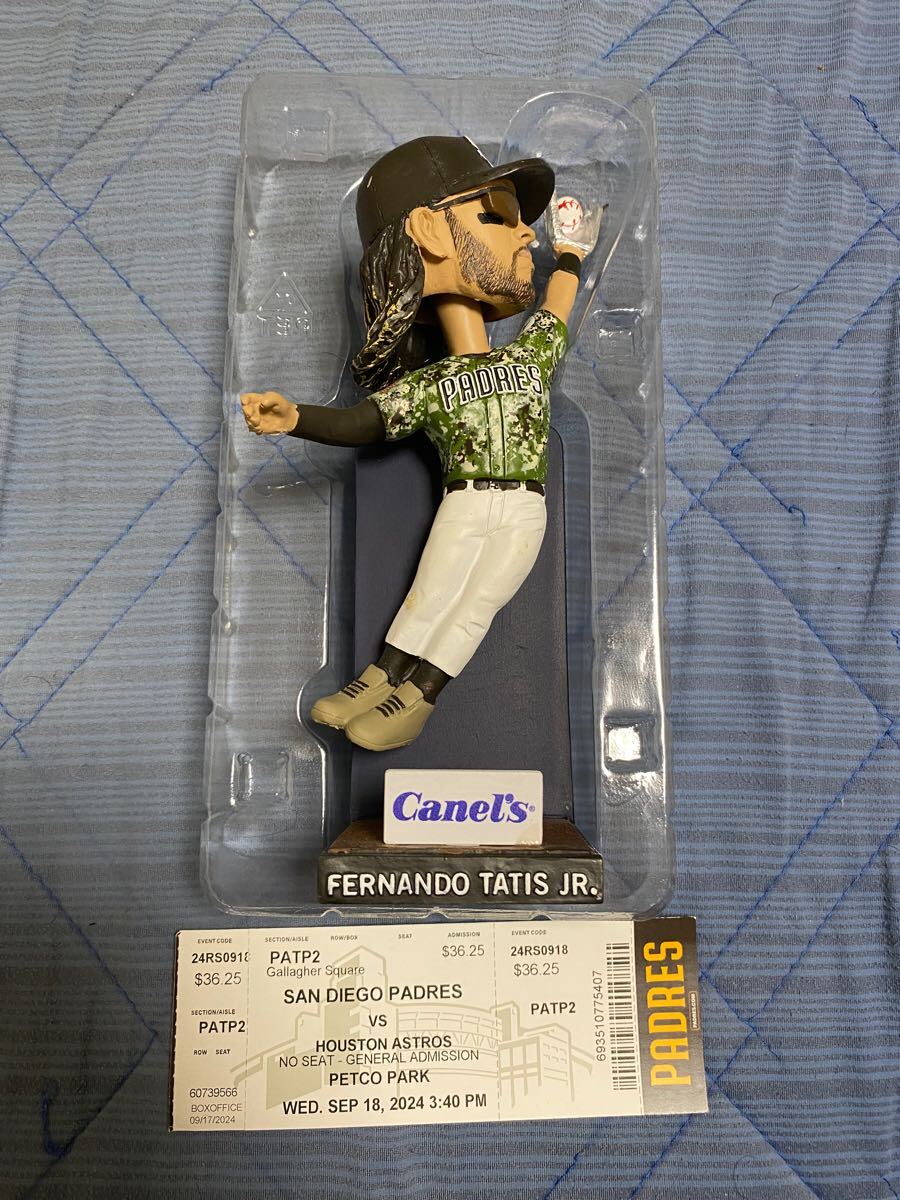 PADRES
Canel's®
FERNANDO TATIS JR.
EVENT CODE
24RS0918
$36.25
SECTION/AISLE
PATP2
ROW SEAT
60739566
BOXOFFICE
09/17/2024
SECTION/AISLE ROW/BOX SEAT ADMISSION
PATP2 $36.25
Gallagher Square
SAN DIEGO PADRES
VS
HOUSTON ASTROS
NO SEAT - GENERAL ADMISSION
PETCO PARK
WED. SEP 18, 2024 3:40 PM
EVENT CODE
24RS0918
$36.25
PATP2
693510775407
PADRES
PADRES.COM